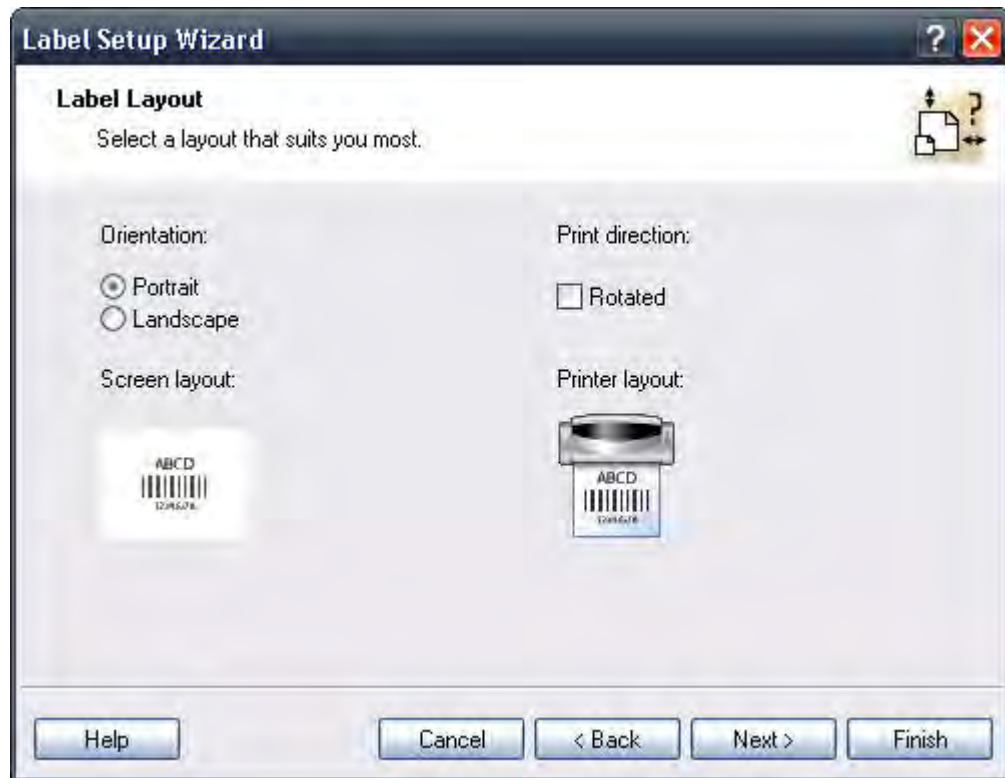 Label Setup Wizard
Label Layout
Select a layout that suits you most.
Orientation:
Portrait
Landscape
Print direction:
Rotated
Screen layout:
ABCD
Printer layout:
ABCD
Help
Cancel
< Back
Next >
Finish